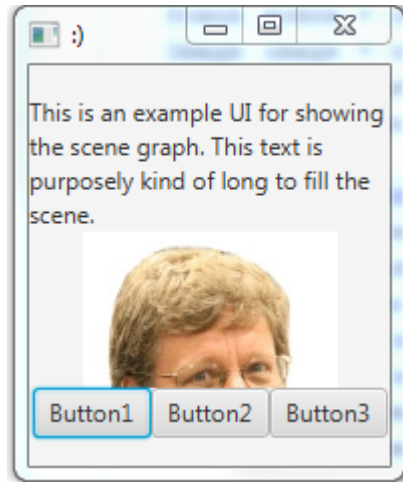 :)
This is an example UI for showing
the scene graph. This text is
purposely kind of long to fill the
scene.
Button1 Button2 Button3